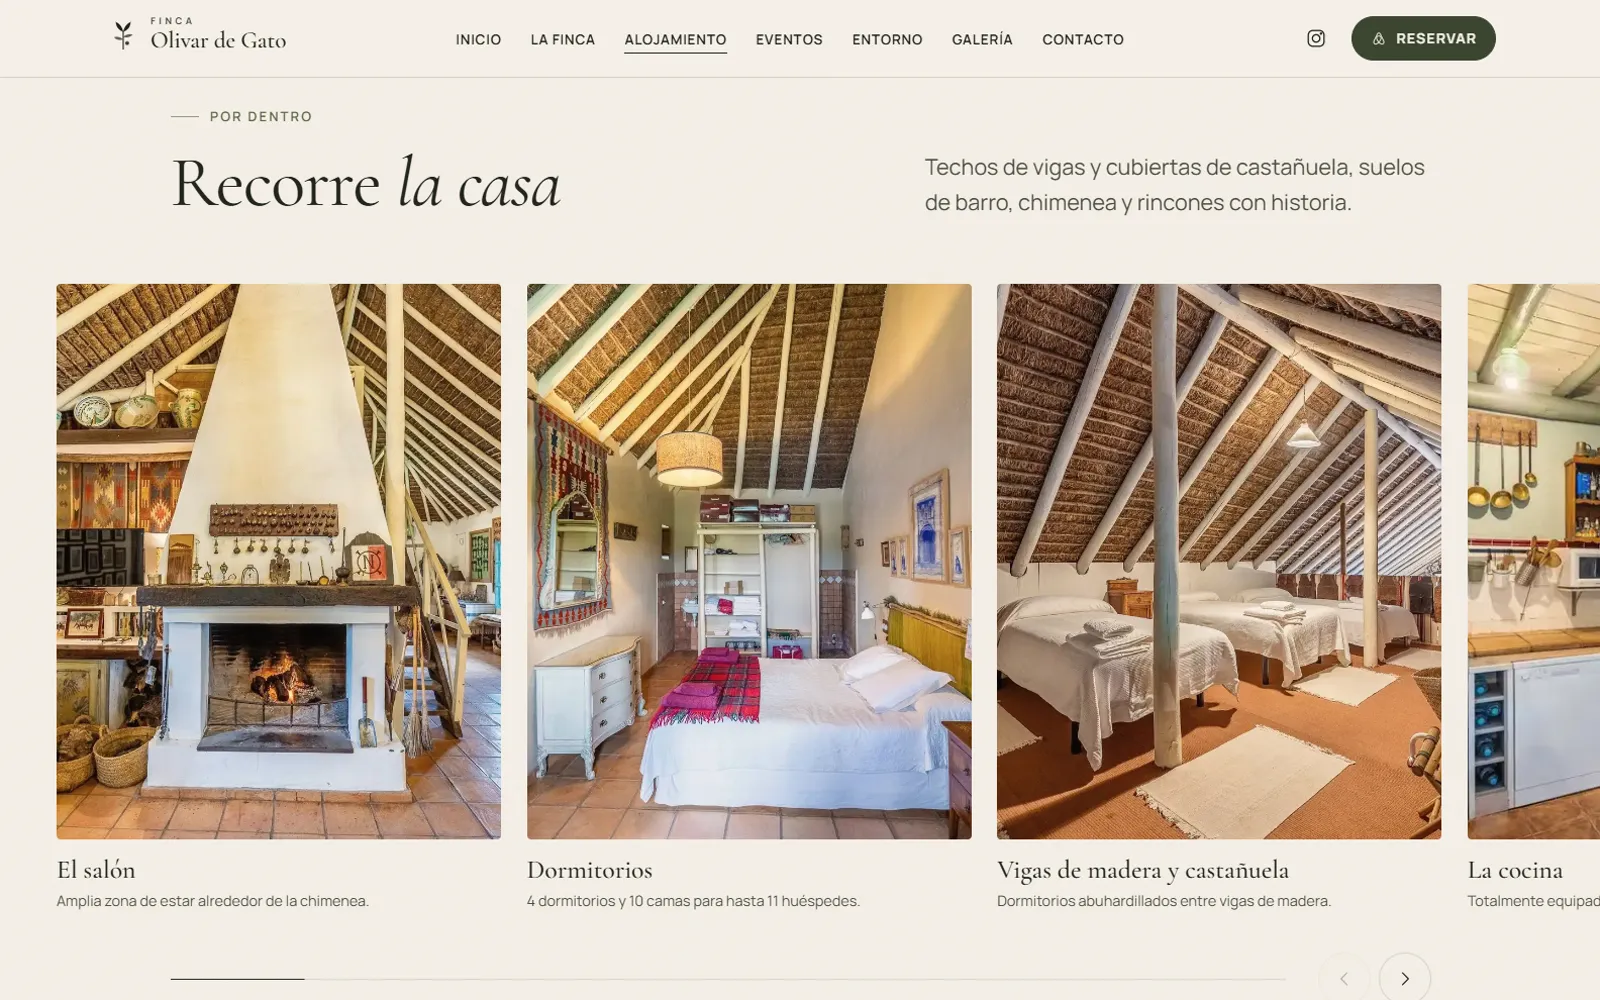 FINCA
Olivar de Gato
INICIO
LA FINCA
ALOJAMIENTO
EVENTOS
ENTORNO
GALERÍA
CONTACTO
RESERVAR
POR DENTRO
Recorre la casa
Techos de vigas y cubiertas de castañuela, suelos
de barro, chimenea y rincones con historia.
El salón
Amplia zona de estar alrededor de la chimenea.
Dormitorios
4 dormitorios y 10 camas para hasta 11 huéspedes.
Vigas de madera y castañuela
Dormitorios abuhardillados entre vigas de madera.
La cocina
Totalmente equipad